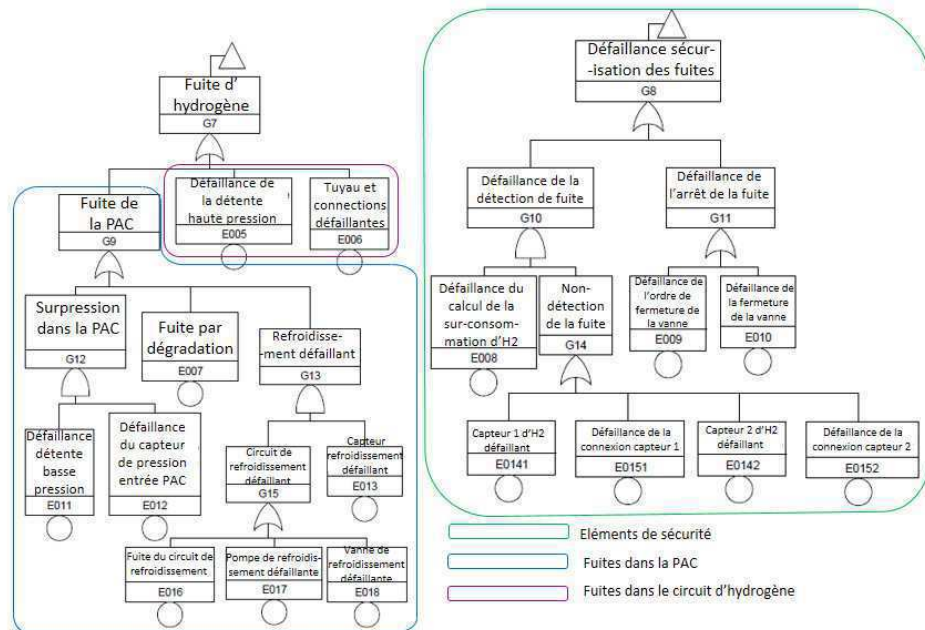 Fuite d'
hydrogène
G7
Fuite de
la PAC
G9
Défaillance de
la détente
haute pression
E005
Tuyau et
connections
défaillantes
E006
Surpression
dans la PAC
G12
Fuite par
dégradation
E007
Refroidisse-
-ment défaillant
G13
Défaillance
détente
basse
pression
E011
Défaillance
du capteur
de pression
entrée PAC
E012
Circuit de
refroidissement
défaillant
G15
Capteur
refroidissement
défaillant
E013
Fuite du circuit de
refroidissement
E016
Pompe de refroidis-
-sement défaillante
E017
Vanne de
refroidissement
défaillante
E018
Défaillance sécur-
-isation des fuites
G8
Défaillance de la
détection de fuite
G10
Défaillance de
l'arrêt de la fuite
G11
Défaillance du
calcul de la
sur-consom-
mation d'H2
E008
Non-
détection
de la fuite
G14
Défaillance de
l'ordre de
fermeture de
la vanne
E009
Défaillance de
la fermeture de
la vanne
E010
Capteur 1 d'H2
défaillant
E0141
Défaillance de
la connexion capteur 1
E0151
Capteur 2 d'H2
défaillant
E0142
Défaillance de
la connexion capteur 2
E0152
Eléments de sécurité
Fuites dans la PAC
Fuites dans le circuit d'hydrogène